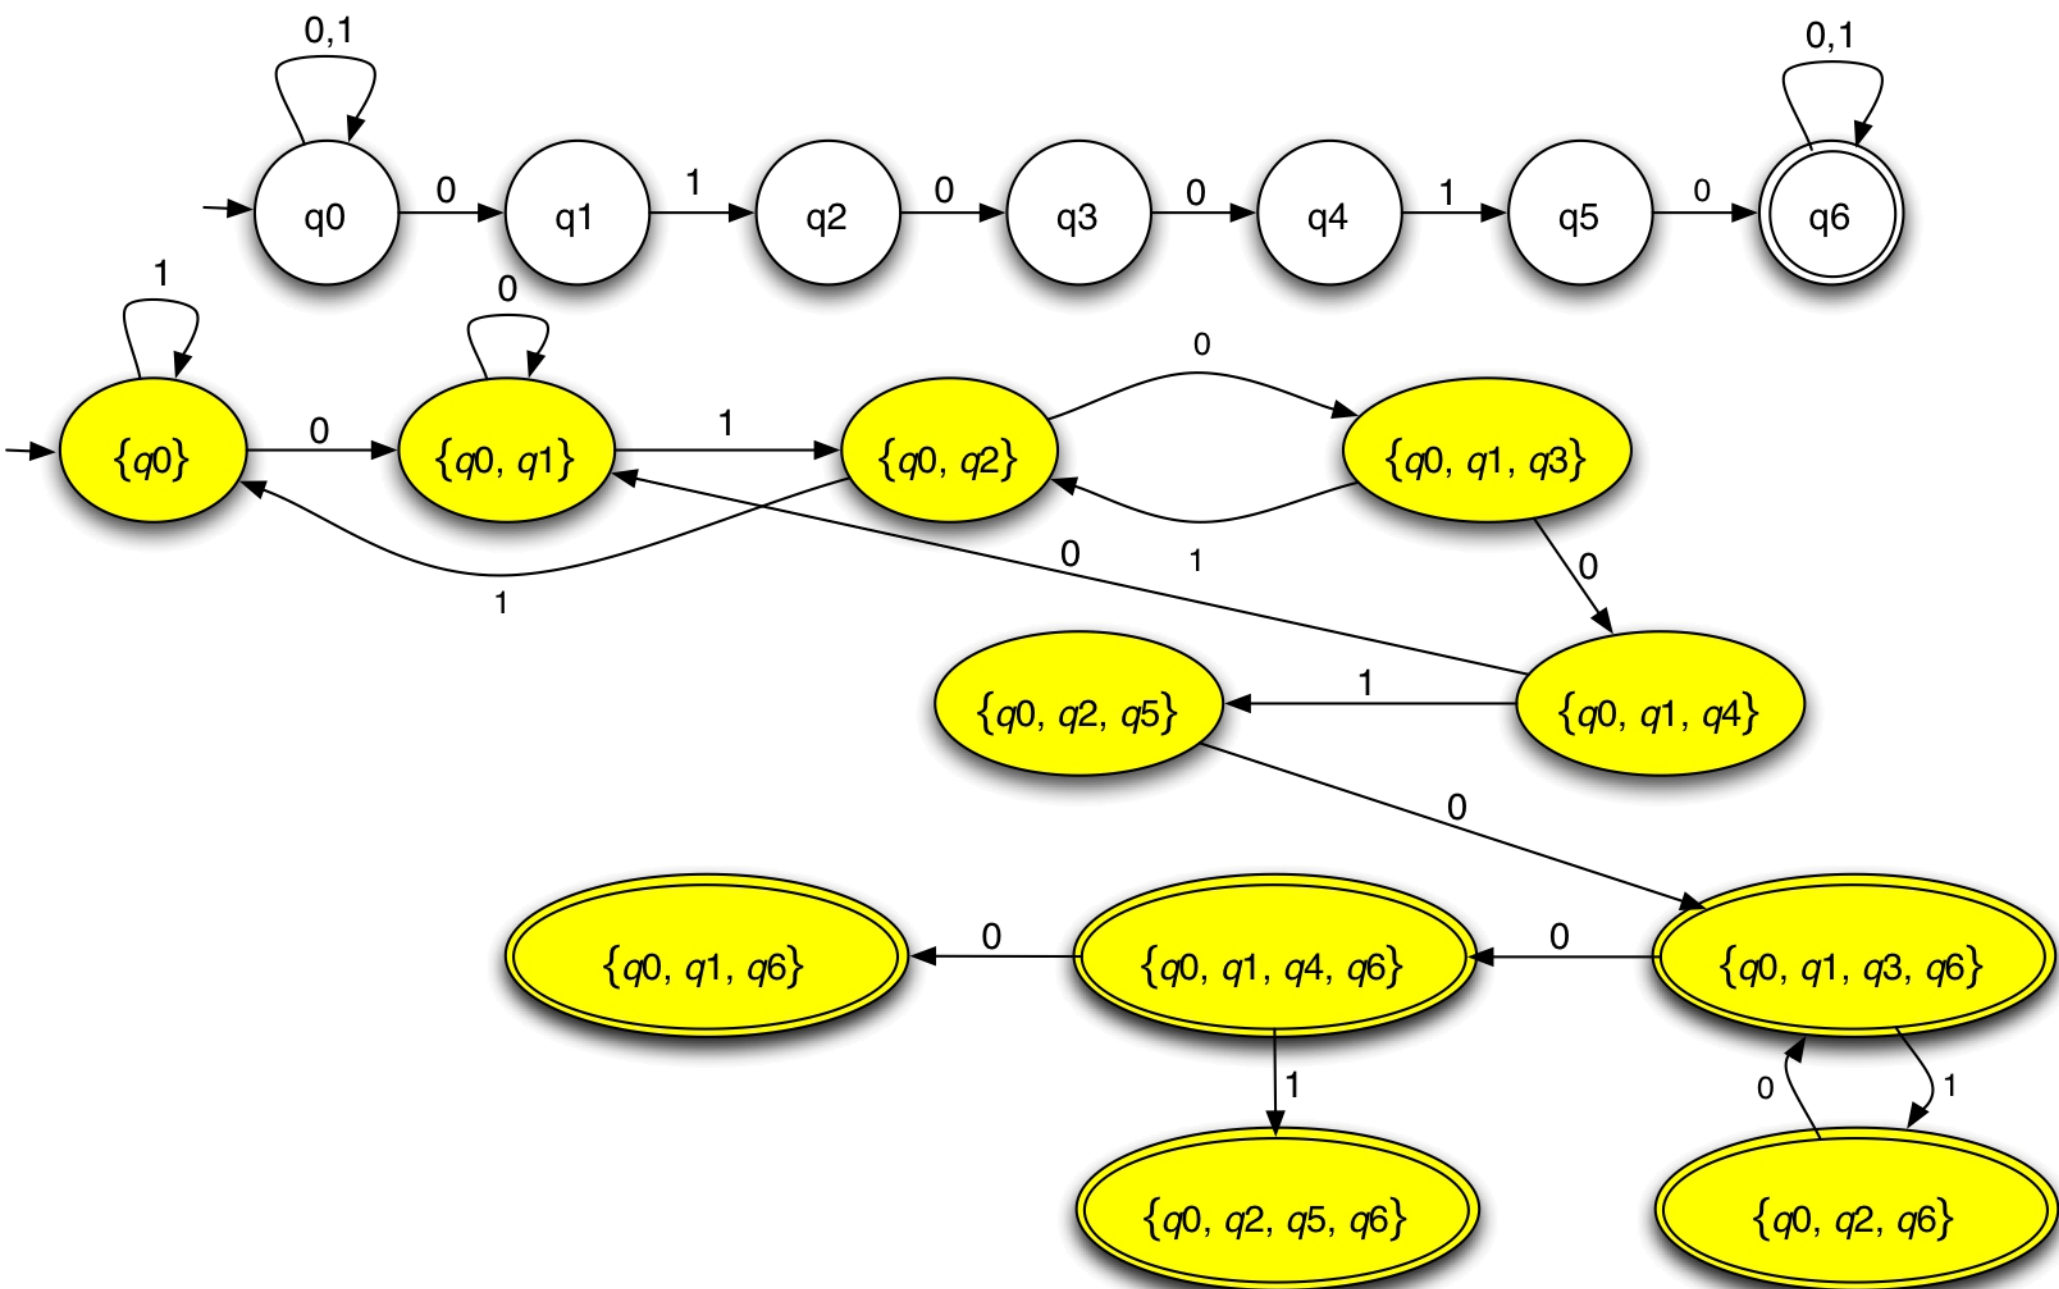 0,1
0,1
0
1
0
0
1
0
q0
q1
q2
q3
q4
q5
q6
1
0
0
0
1
{q0}
{q0, q1}
{q0, q2}
{q0, q1, q3}
0
1
0
1
1
{q0, q2, q5}
{q0, q1, q4}
0
0
0
{q0, q1, q6}
{q0, q1, q4, q6}
{q0, q1, q3, q6}
1
0
1
{q0, q2, q5, q6}
{q0, q2, q6}